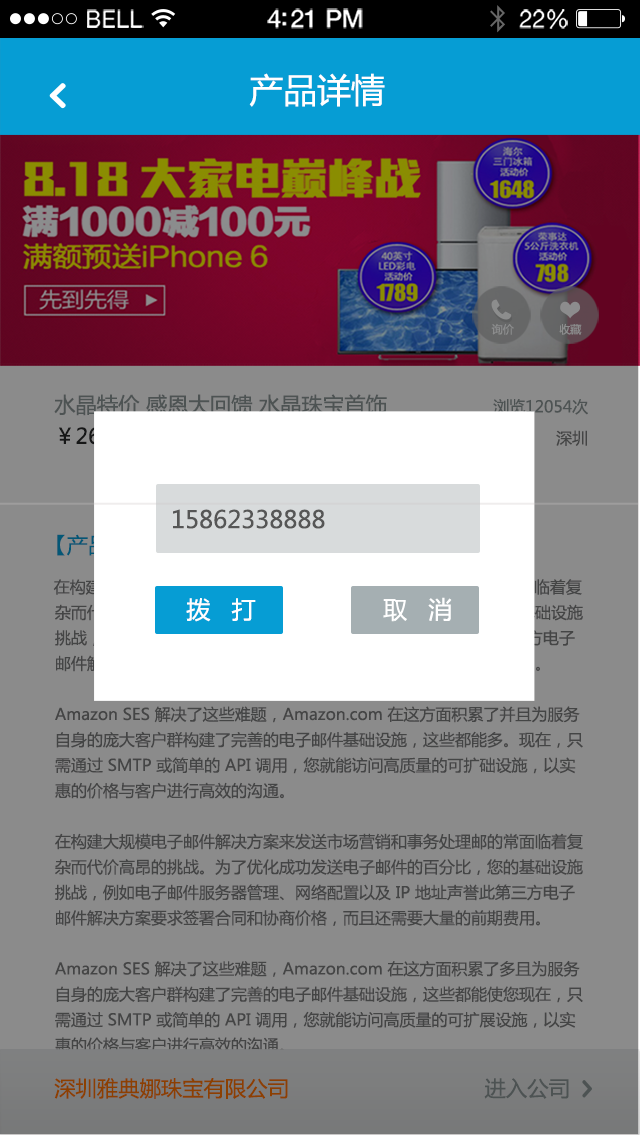 BELL 4:21 PM 22%
产品详情
8.18 大家电巅峰战
满1000减100元
满额预送iPhone 6
先到先得
海尔
三门冰箱
活动价
1648
荣事达
5公斤洗衣机
活动价
798
40英寸
LED彩电
活动价
1789
询价 收藏
水晶特价 感恩大回馈 水晶珠宝首饰 浏览12054次
¥26 深圳
【产品
15862338888
拨 打 取 消
在构建 临着复
杂而代 础设施
挑战， 方电子
邮件解 。
Amazon SES 解决了这些难题，Amazon.com 在这方面积累了并且为服务
自身的庞大客户群构建了完善的电子邮件基础设施，这些都能多。现在，只
需通过 SMTP 或简单的 API 调用，您就能访问高质量的可扩础设施，以实
惠的价格与客户进行高效的沟通。
在构建大规模电子邮件解决方案来发送市场营销和事务处理邮的常面临着复
杂而代价高昂的挑战。为了优化成功发送电子邮件的百分比，您的基础设施
挑战，例如电子邮件服务器管理、网络配置以及 IP 地址声誉此第三方电子
邮件解决方案要求签署合同和协商价格，而且还需要大量的前期费用。
Amazon SES 解决了这些难题，Amazon.com 在这方面积累了多且为服务
自身的庞大客户群构建了完善的电子邮件基础设施，这些都能使您现在，只
需通过 SMTP 或简单的 API 调用，您就能访问高质量的可扩展设施，以实
惠的价格与客户进行高效的沟通。
深圳雅典娜珠宝有限公司 进入公司